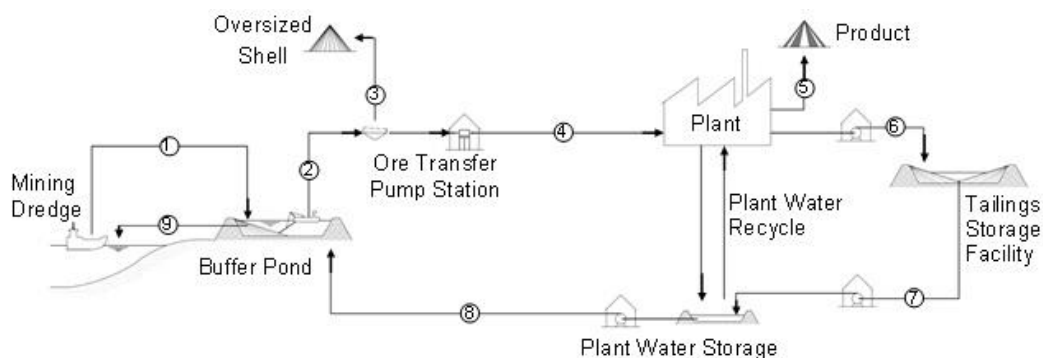 Oversized
Shell
Product
3
5
1
2
4
Plant
6
Mining
Dredge
Ore Transfer
Pump Station
9
Buffer Pond
Plant Water
Recycle
Tailings
Storage
Facility
8
7
Plant Water Storage